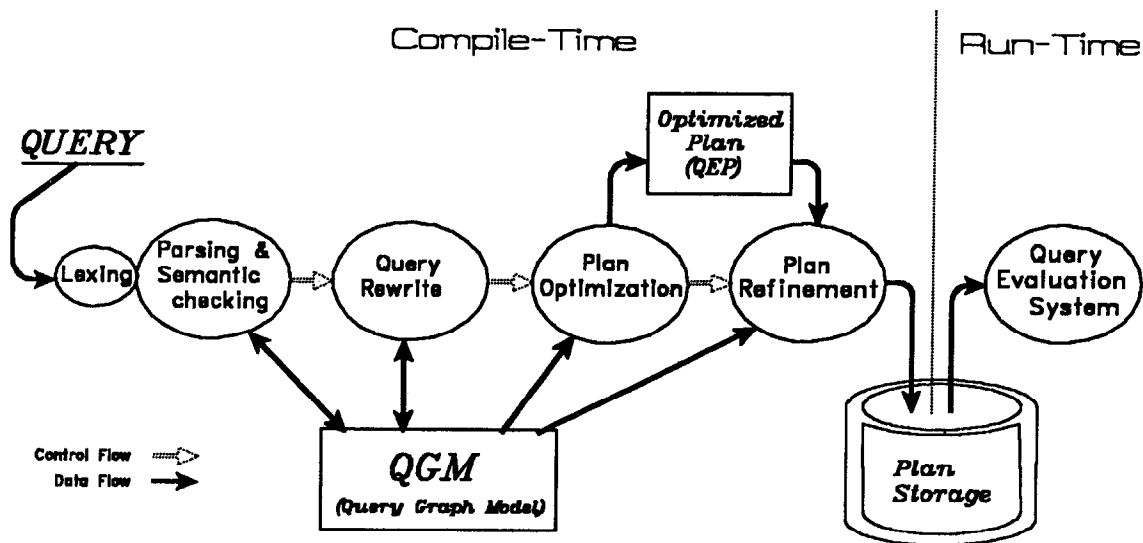 Compile-Time
Run-Time
QUERY
Optimized
Plan
(QEP)
Lexing
Parsing &
Semantic
checking
Query
Rewrite
Plan
Optimization
Plan
Refinement
Query
Evaluation
System
QGM
(Query Graph Model)
Plan
Storage
Control Flow
Data Flow